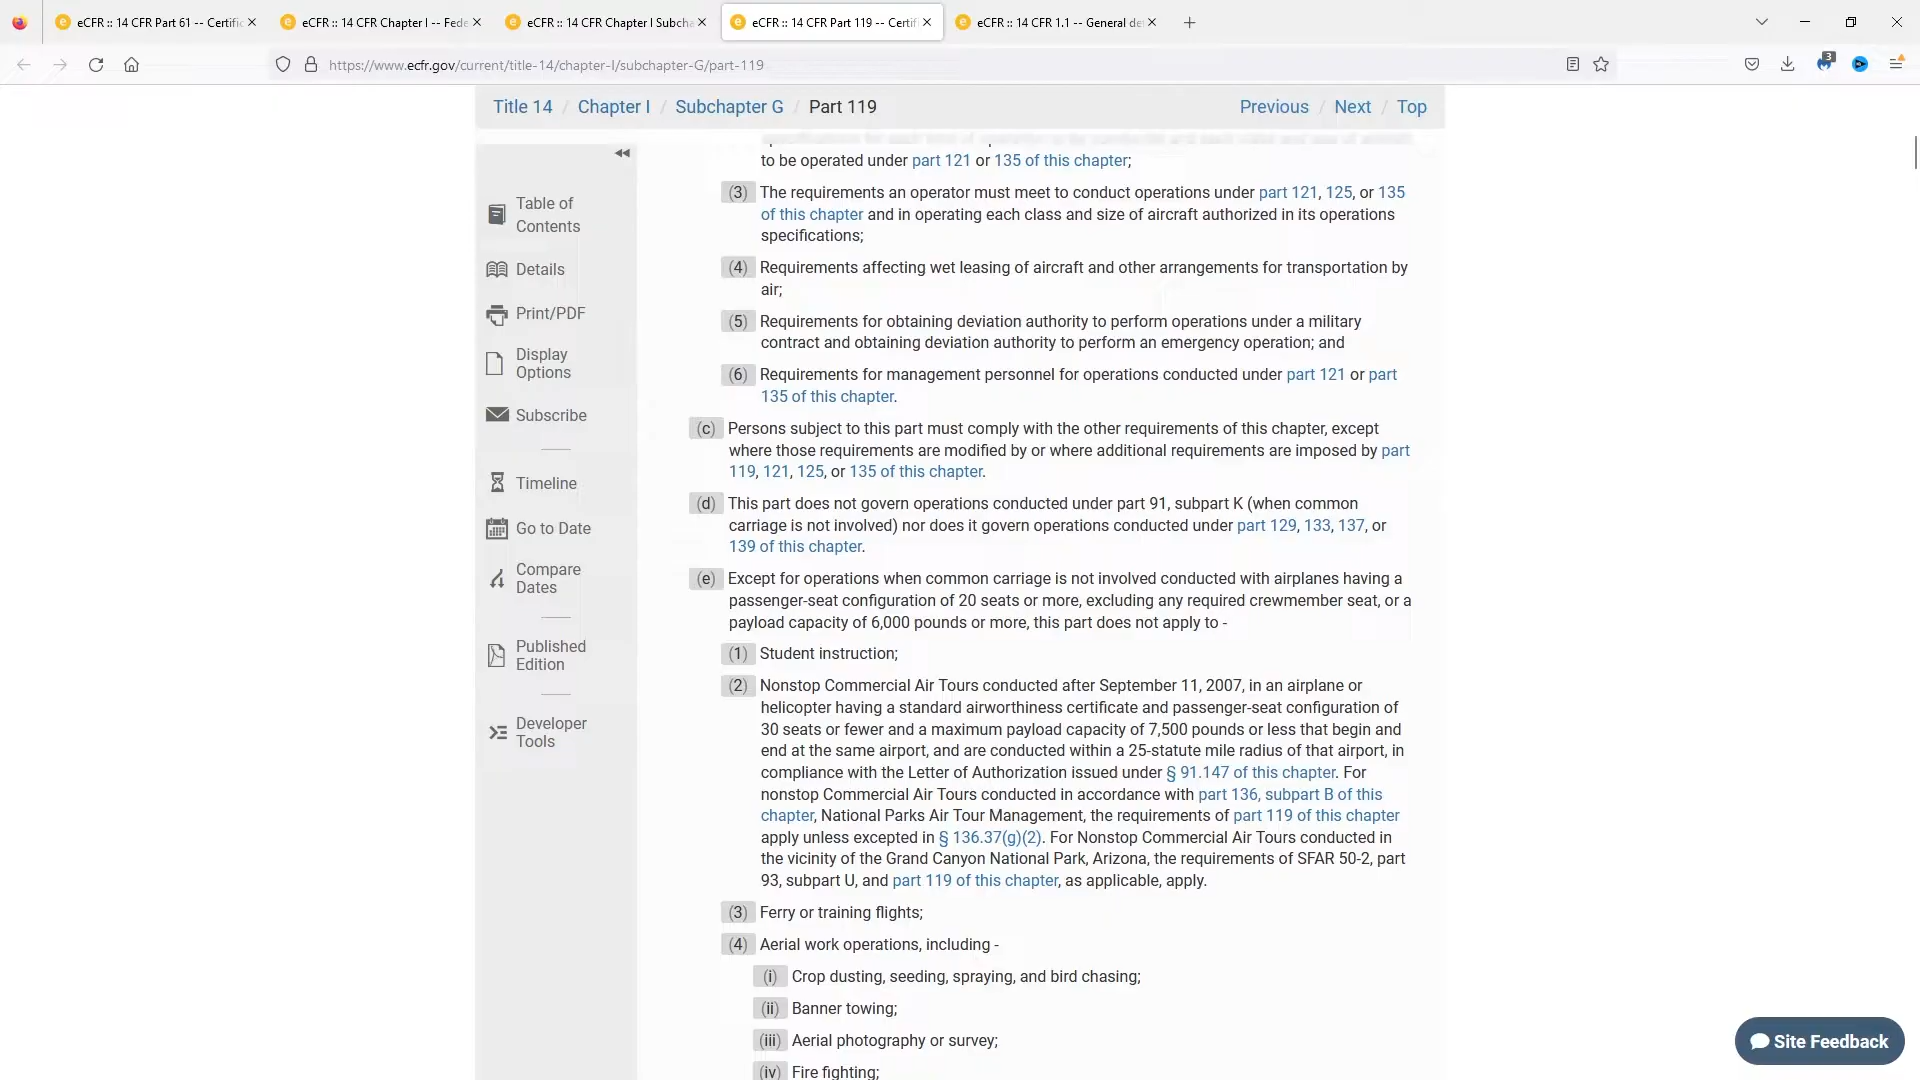 eCFR :: 14 CFR Part 61 -- Certific
eCFR :: 14 CFR Chapter I -- Fede
eCFR :: 14 CFR Chapter I Subcha
eCFR :: 14 CFR Part 119 -- Certifi
eCFR :: 14 CFR 1.1 -- General de
https://www.ecfr.gov/current/title-14/chapter-I/subchapter-G/part-119
3
Title 14 / Chapter I / Subchapter G / Part 119
Previous / Next / Top
Table of
Contents
Details
Print/PDF
Display
Options
Subscribe
Timeline
Go to Date
Compare
Dates
Published
Edition
Developer
Tools
to be operated under part 121 or 135 of this chapter;
(3) The requirements an operator must meet to conduct operations under part 121, 125, or 135
of this chapter and in operating each class and size of aircraft authorized in its operations
specifications;
(4) Requirements affecting wet leasing of aircraft and other arrangements for transportation by
air;
(5) Requirements for obtaining deviation authority to perform operations under a military
contract and obtaining deviation authority to perform an emergency operation; and
(6) Requirements for management personnel for operations conducted under part 121 or part
135 of this chapter.
(c) Persons subject to this part must comply with the other requirements of this chapter, except
where those requirements are modified by or where additional requirements are imposed by part
119, 121, 125, or 135 of this chapter.
(d) This part does not govern operations conducted under part 91, subpart K (when common
carriage is not involved) nor does it govern operations conducted under part 129, 133, 137, or
139 of this chapter.
(e) Except for operations when common carriage is not involved conducted with airplanes having a
passenger-seat configuration of 20 seats or more, excluding any required crewmember seat, or a
payload capacity of 6,000 pounds or more, this part does not apply to -
(1) Student instruction;
(2) Nonstop Commercial Air Tours conducted after September 11, 2007, in an airplane or
helicopter having a standard airworthiness certificate and passenger-seat configuration of
30 seats or fewer and a maximum payload capacity of 7,500 pounds or less that begin and
end at the same airport, and are conducted within a 25-statute mile radius of that airport, in
compliance with the Letter of Authorization issued under § 91.147 of this chapter. For
nonstop Commercial Air Tours conducted in accordance with part 136, subpart B of this
chapter, National Parks Air Tour Management, the requirements of part 119 of this chapter
apply unless excepted in § 136.37(g)(2). For Nonstop Commercial Air Tours conducted in
the vicinity of the Grand Canyon National Park, Arizona, the requirements of SFAR 50-2, part
93, subpart U, and part 119 of this chapter, as applicable, apply.
(3) Ferry or training flights;
(4) Aerial work operations, including -
(i) Crop dusting, seeding, spraying, and bird chasing;
(ii) Banner towing;
(iii) Aerial photography or survey;
(iv) Fire fighting;
Site Feedback